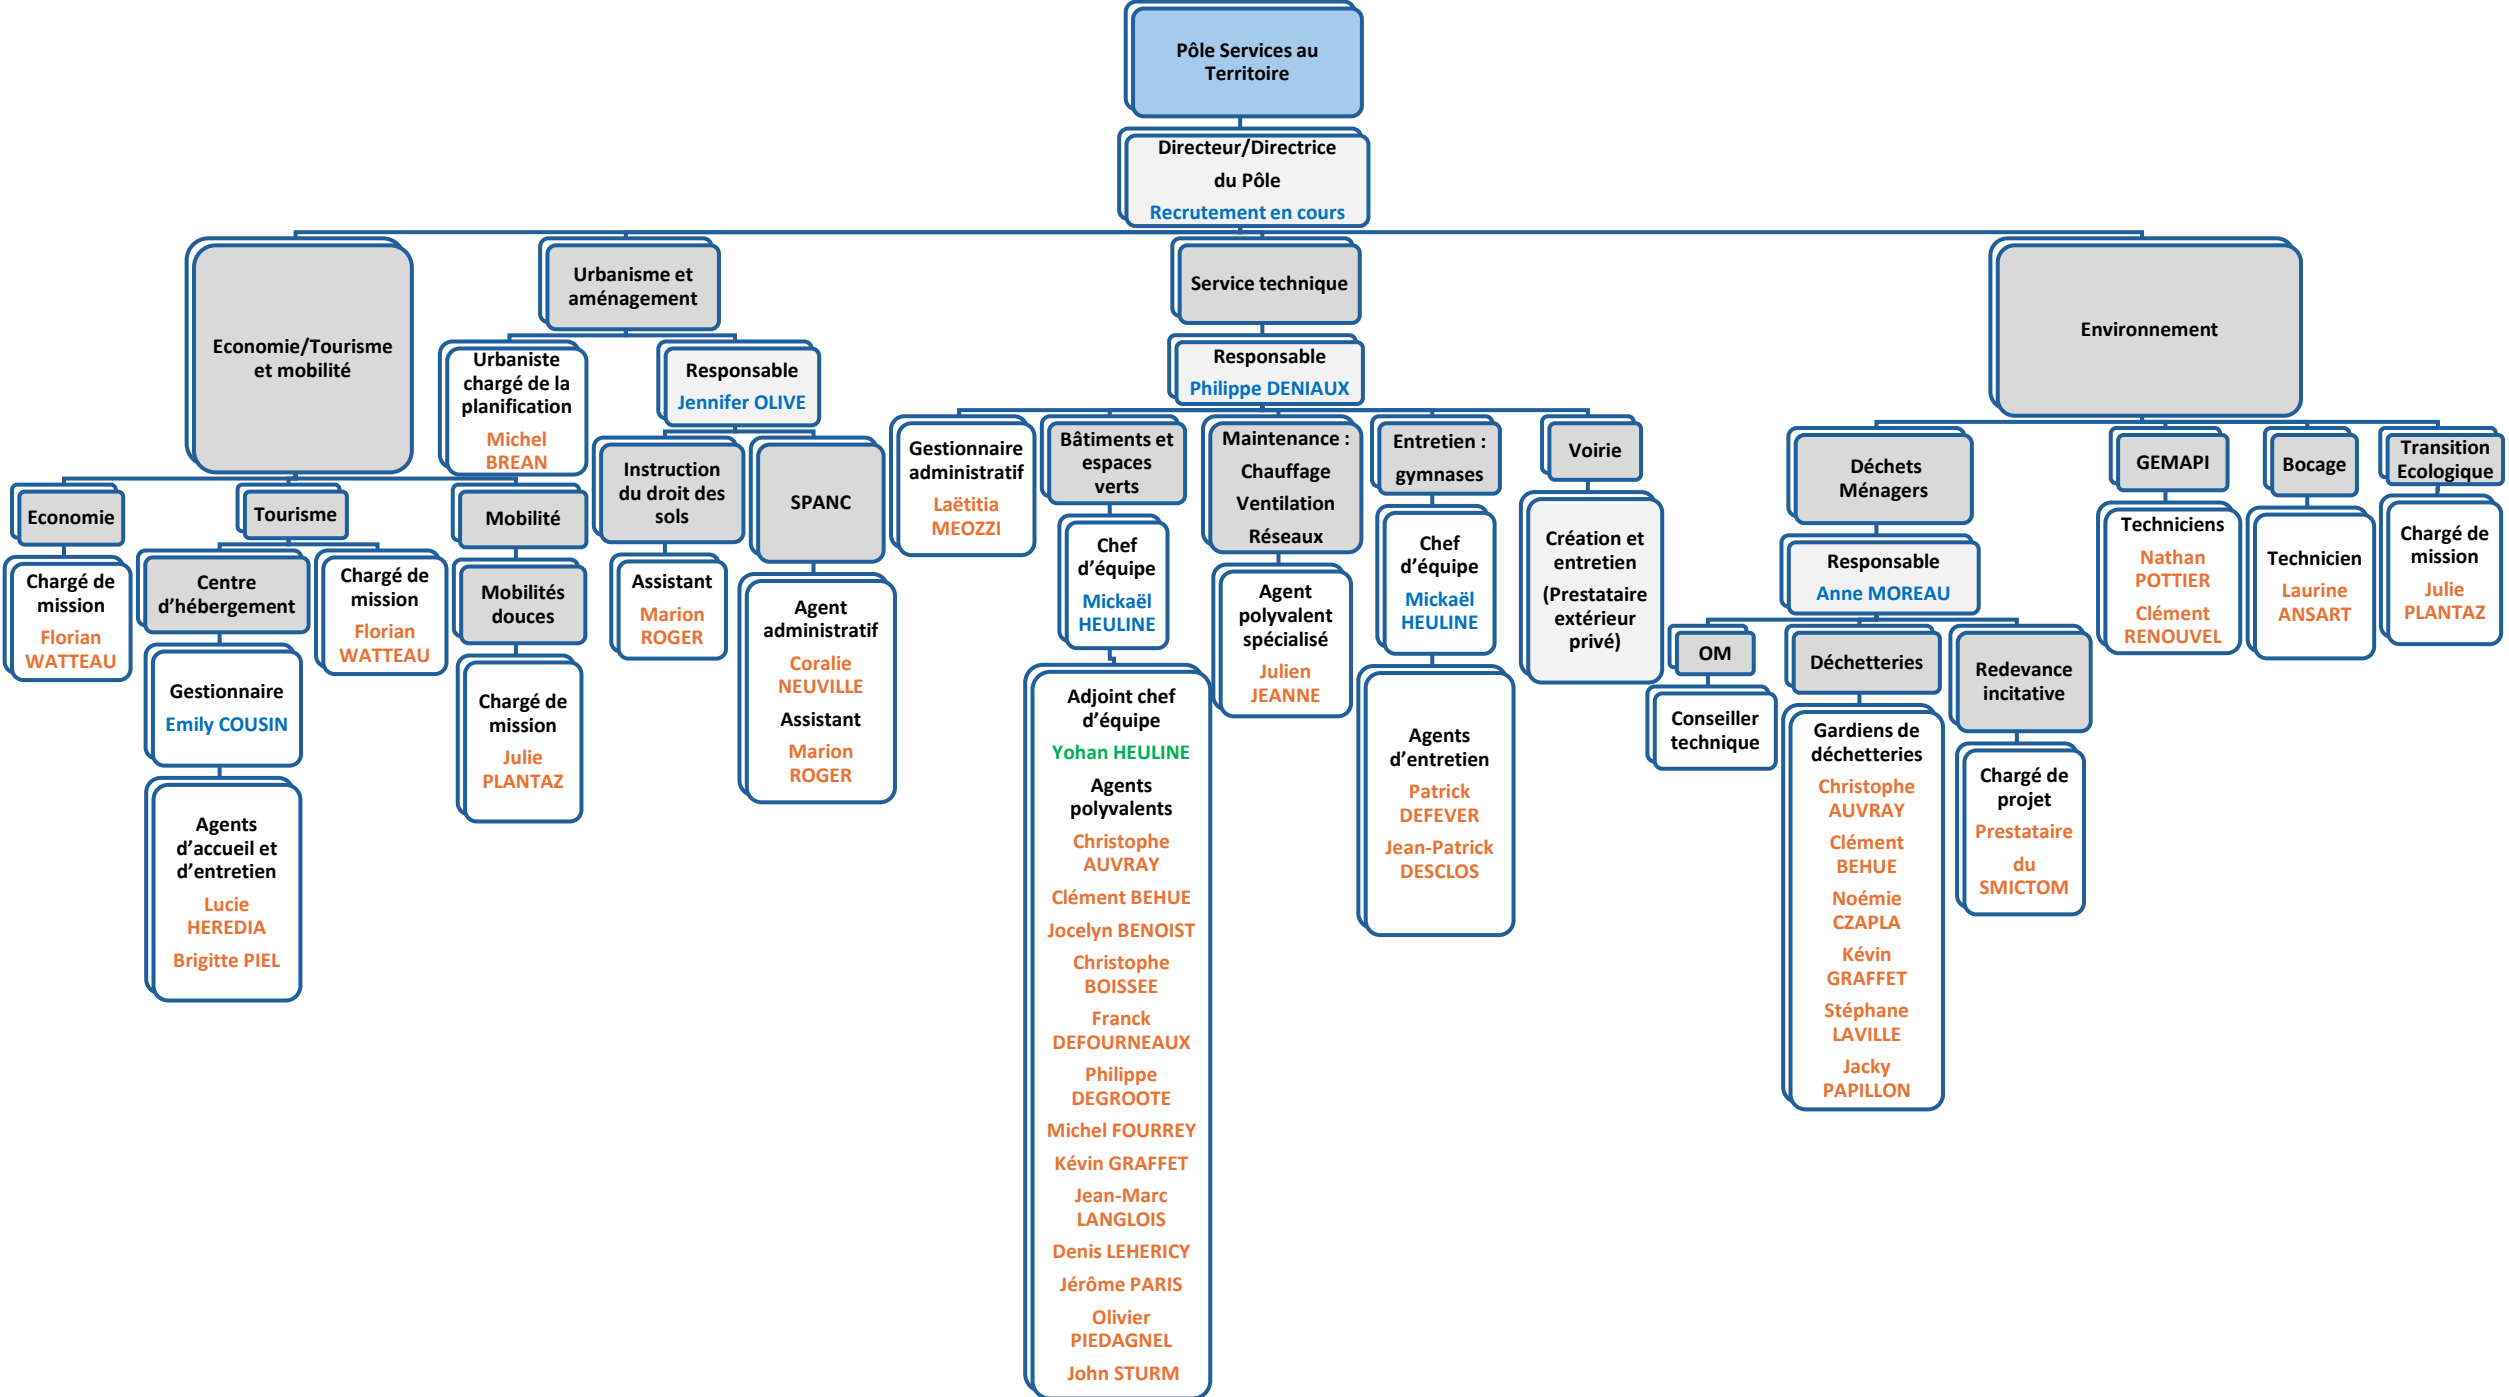 Pôle Services au
Territoire
Directeur/Directrice
du Pôle
Recrutement en cours
Economie/Tourisme
et mobilité
Economie
Chargé de
mission
Florian
WATTEAU
Tourisme
Centre
d’hébergement
Gestionnaire
Emily COUSIN
Agents
d’accueil et
d’entretien
Lucie
HEREDIA
Brigitte PIEL
Chargé de
mission
Florian
WATTEAU
Mobilité
Mobilités
douces
Chargé de
mission
Julie
PLANTAZ
Urbanisme et
aménagement
Urbaniste
chargé de la
planification
Michel
BREAN
Responsable
Jennifer OLIVE
Instruction
du droit des
sols
Assistant
Marion
ROGER
SPANC
Agent
administratif
Coralie
NEUVILLE
Assistant
Marion
ROGER
Service technique
Responsable
Philippe DENIAUX
Gestionnaire
administratif
Laëtitia
MEOZZI
Bâtiments et
espaces
verts
Chef
d’équipe
Mickaël
HEULINE
Adjoint chef
d’équipe
Yohan HEULINE
Agents
polyvalents
Christophe
AUVRAY
Clément BEHUE
Jocelyn BENOIST
Christophe
BOISSEE
Franck
DEFOURNEAUX
Philippe
DEGROOTE
Michel FOURREY
Kévin GRAFFET
Jean-Marc
LANGLOIS
Denis LEHERICY
Jérôme PARIS
Olivier
PIEDAGNEL
John STURM
Maintenance :
Chauffage
Ventilation
Réseaux
Agent
polyvalent
spécialisé
Julien
JEANNE
Entretien :
gymnases
Chef
d’équipe
Mickaël
HEULINE
Agents
d’entretien
Patrick
DEFEVER
Jean-Patrick
DESCLOS
Voirie
Création et
entretien
(Prestataire
extérieur
privé)
Environnement
Déchets
Ménagers
Responsable
Anne MOREAU
OM
Conseiller
technique
Déchetteries
Gardiens de
déchetteries
Christophe
AUVRAY
Clément
BEHUE
Noémie
CZAPLA
Kévin
GRAFFET
Stéphane
LAVILLE
Jacky
PAPILLON
Redevance
incitative
Chargé de
projet
Prestataire
du
SMICTOM
GEMAPI
Techniciens
Nathan
POTTIER
Clément
RENOUVEL
Bocage
Technicien
Laurine
ANSART
Transition
Ecologique
Chargé de
mission
Julie
PLANTAZ